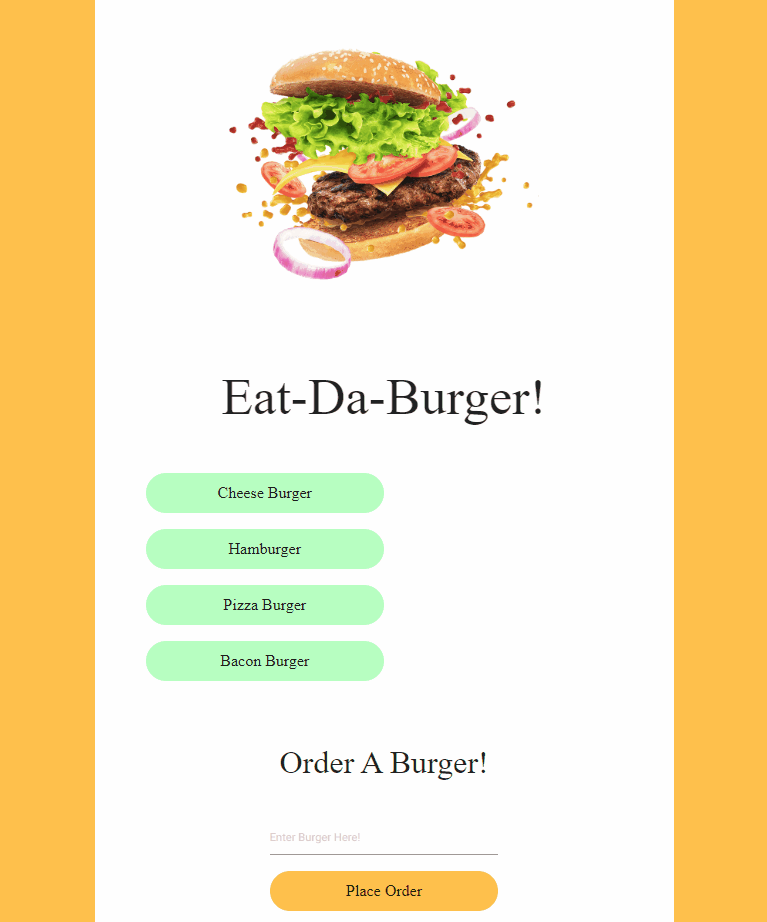 Eat-Da-Burger!
Cheese Burger
Hamburger
Pizza Burger
Bacon Burger
Order A Burger!
Enter Burger Here!
Place Order